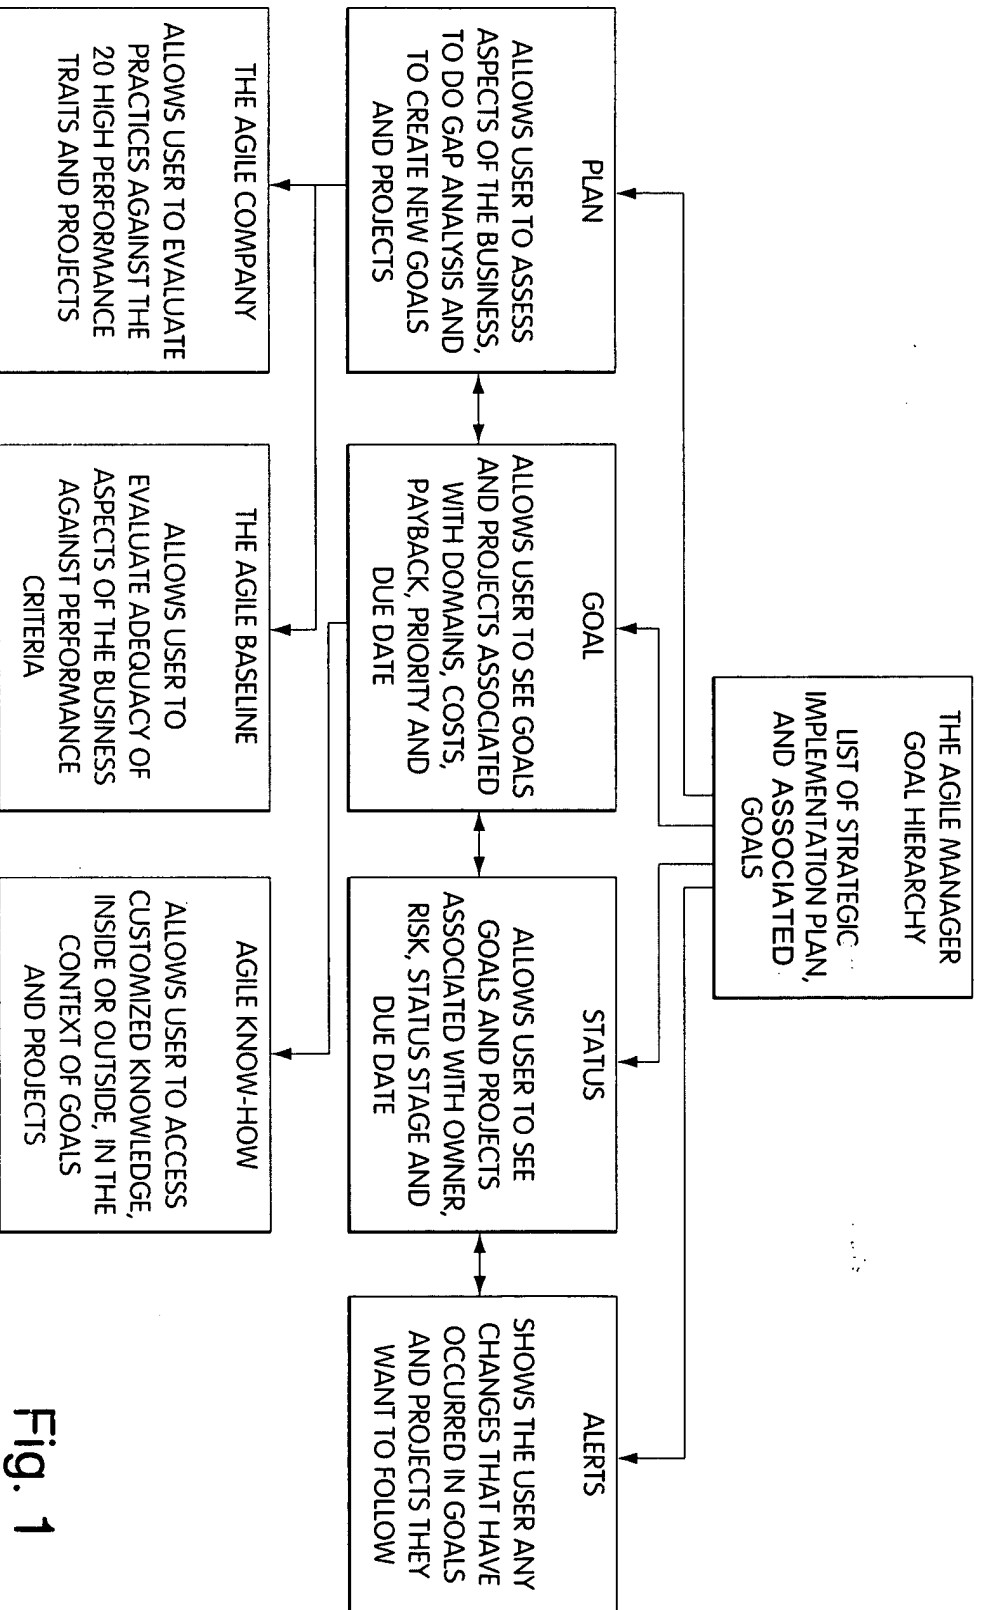 THE AGILE MANAGER
GOAL HIERARCHY
LIST OF STRATEGIC
IMPLEMENTATION PLAN,
AND ASSOCIATED
GOALS
PLAN
ALLOWS USER TO ASSESS
ASPECTS OF THE BUSINESS,
TO DO GAP ANALYSIS AND
TO CREATE NEW GOALS
AND PROJECTS
GOAL
ALLOWS USER TO SEE GOALS
AND PROJECTS ASSOCIATED
WITH DOMAINS, COSTS,
PAYBACK, PRIORITY AND
DUE DATE
STATUS
ALLOWS USER TO SEE
GOALS AND PROJECTS
ASSOCIATED WITH OWNER,
RISK, STATUS STAGE AND
DUE DATE
ALERTS
SHOWS THE USER ANY
CHANGES THAT HAVE
OCCURRED IN GOALS
AND PROJECTS THEY
WANT TO FOLLOW
THE AGILE COMPANY
ALLOWS USER TO EVALUATE
PRACTICES AGAINST THE
20 HIGH PERFORMANCE
TRAITS AND PROJECTS
THE AGILE BASELINE
ALLOWS USER TO
EVALUATE ADEQUACY OF
ASPECTS OF THE BUSINESS
AGAINST PERFORMANCE
CRITERIA
AGILE KNOW-HOW
ALLOWS USER TO ACCESS
CUSTOMIZED KNOWLEDGE,
INSIDE OR OUTSIDE, IN THE
CONTEXT OF GOALS
AND PROJECTS
Fig. 1